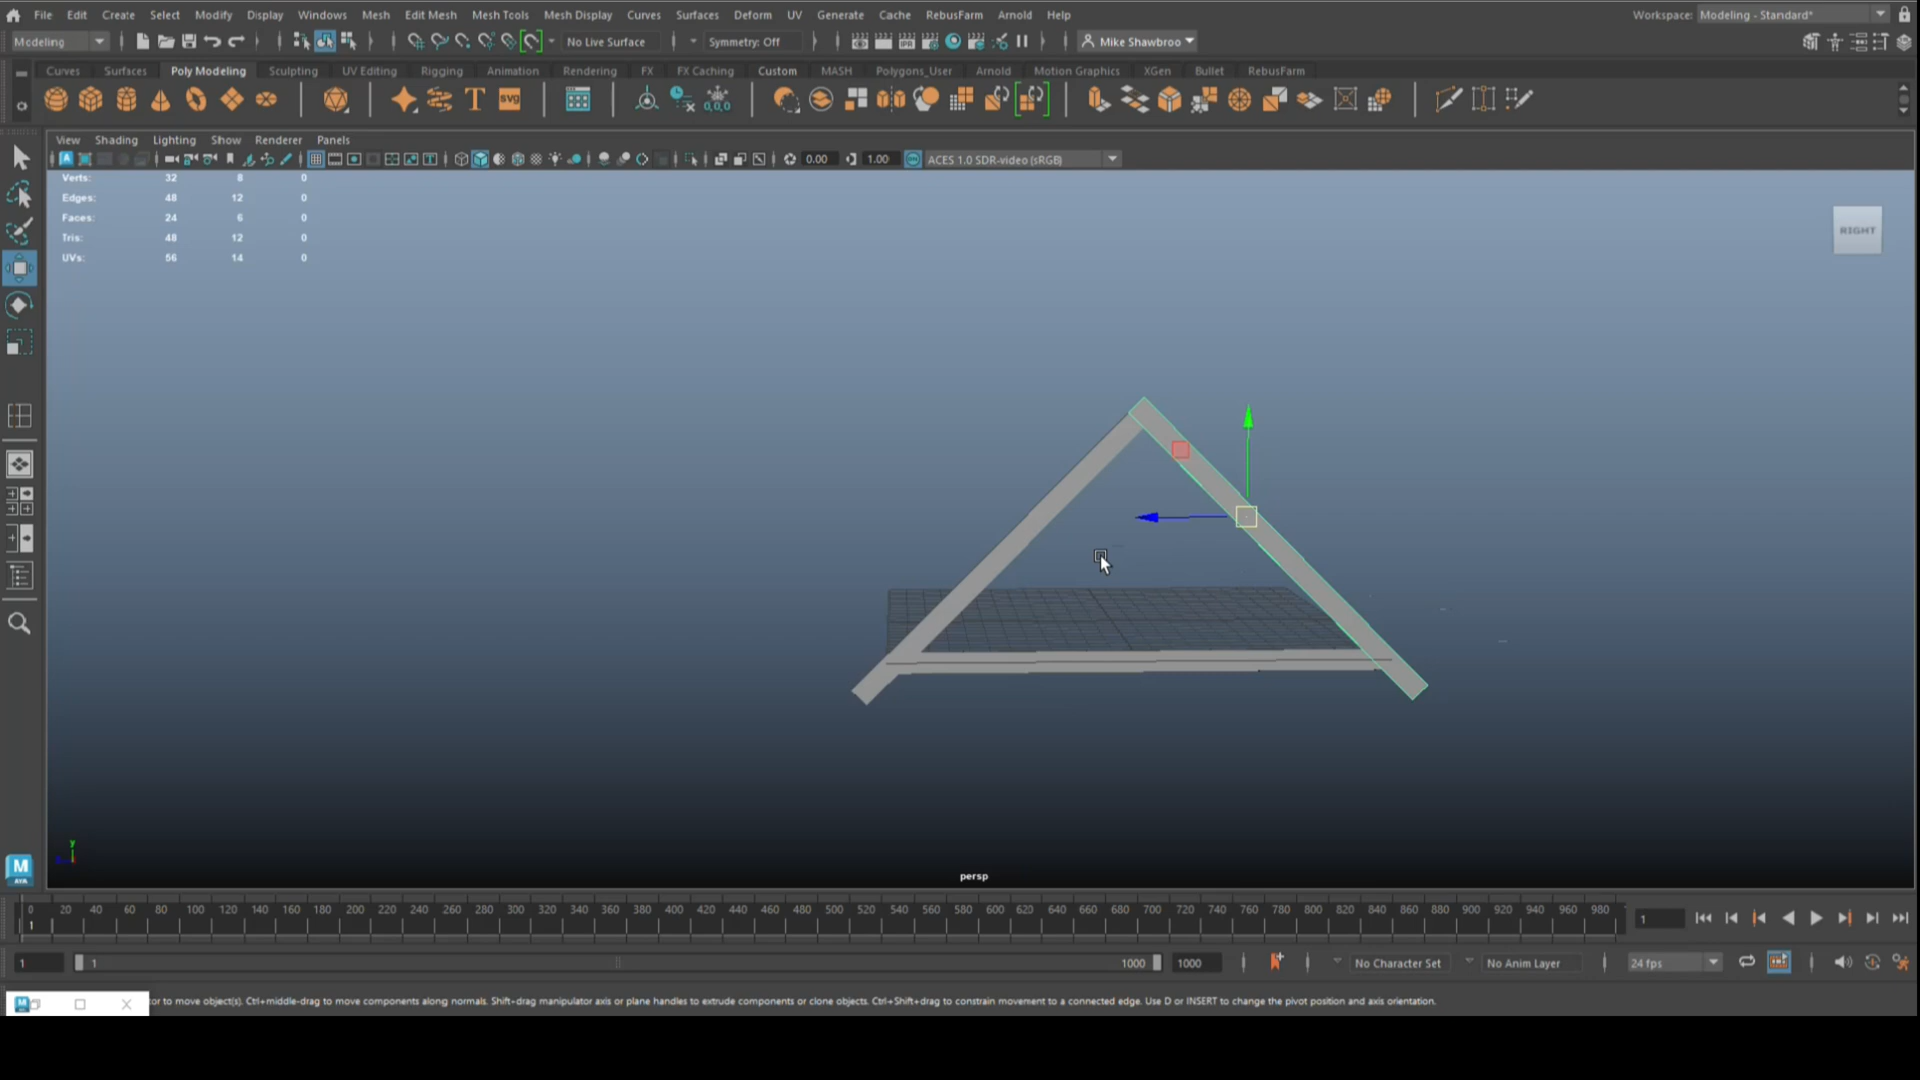 File Edit Create Select Modify Display Windows Mesh Edit Mesh Mesh Tools Mesh Display Curves Surfaces Deform UV Generate Cache RebusFarm Arnold Help Workspace: Modeling - Standard*
Modeling No Live Surface Symmetry: Off Mike Shawbroo
Curves Surfaces Poly Modeling Sculpting UV Editing Rigging Animation Rendering FX FX Caching Custom MASH Polygons_User Arnold Motion Graphics XGen Bullet RebusFarm
T SVG 0,0,0
View Shading Lighting Show Renderer Panels
0.00 1.00 ACES 1.0 SDR-video (sRGB)
Verts: 32 8 0
Edges: 48 12 0
Faces: 24 6 0
Tris: 48 12 0
UVs: 56 14 0
RIGHT
y
M
persp
0 20 40 60 80 100 120 140 160 180 200 220 240 260 280 300 320 340 360 380 400 420 440 460 480 500 520 540 560 580 600 620 640 660 680 700 720 740 760 780 800 820 840 860 880 900 920 940 960 980
1 1
1 1 1000 1000 No Character Set No Anim Layer 24 fps
M tor to move object(s). Ctrl+middle-drag to move components along normals. Shift-drag manipulator axis or plane handles to extrude components or clone objects. Ctrl+Shift+drag to constrain movement to a connected edge. Use D or INSERT to change the pivot position and axis orientation.